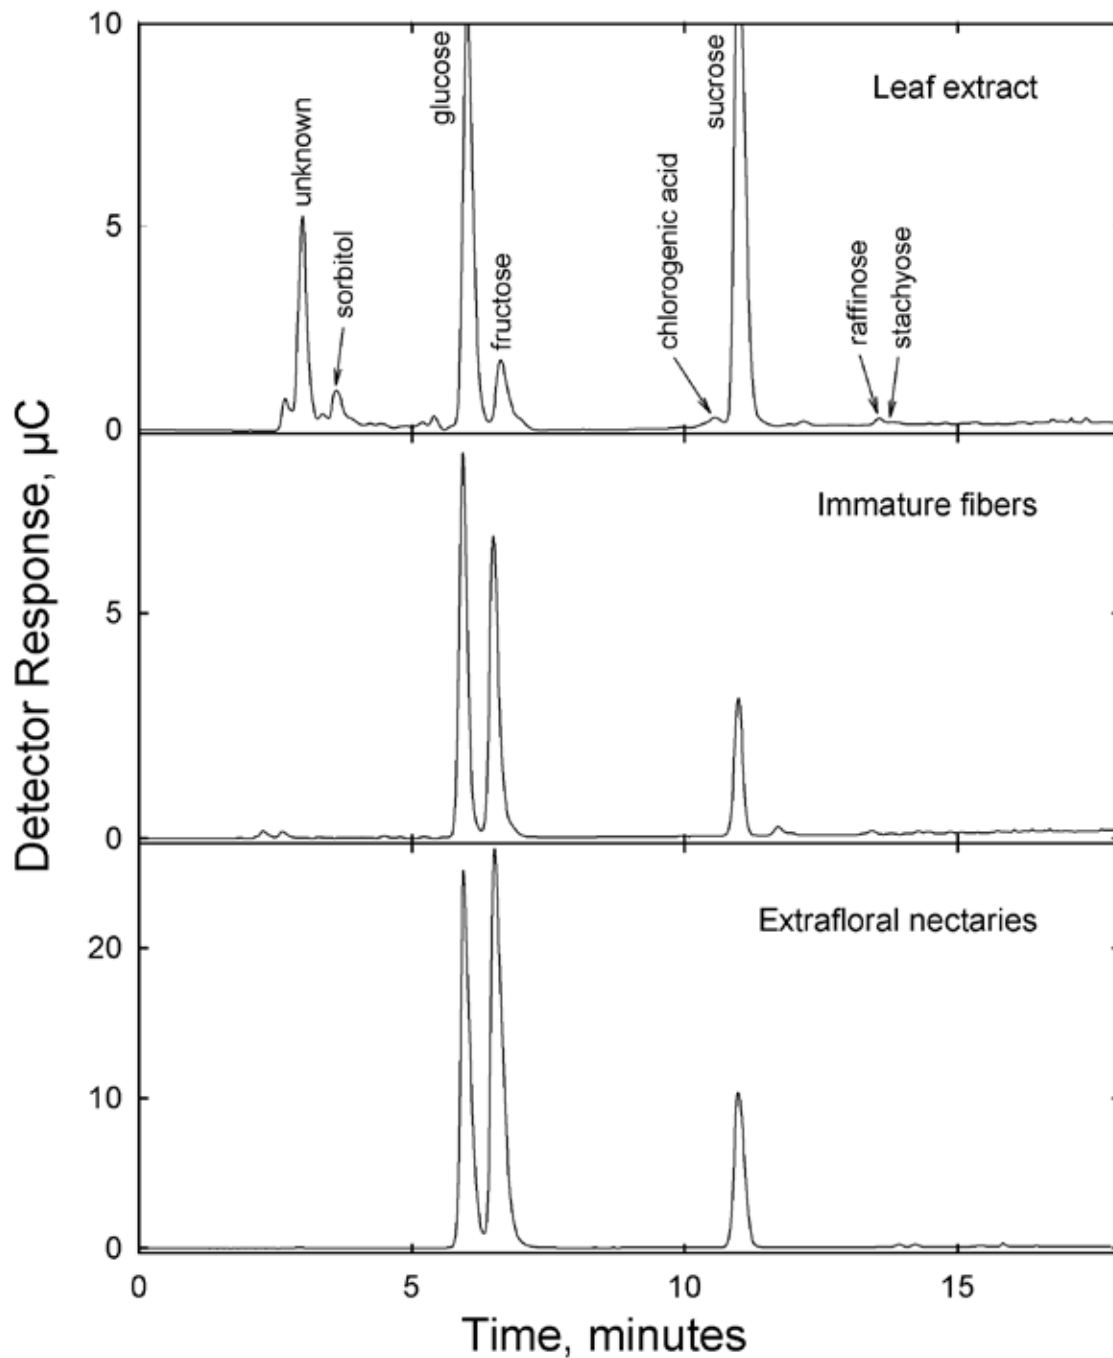 10
Leaf extract
glucose
sucrose
unknown
sorbitol
fructose
chlorogenic acid
raffinose
stachyose
5
0
Immature fibers
5
0
Extrafloral nectaries
20
10
0
0
5
10
15
Time, minutes
Detector Response, µC